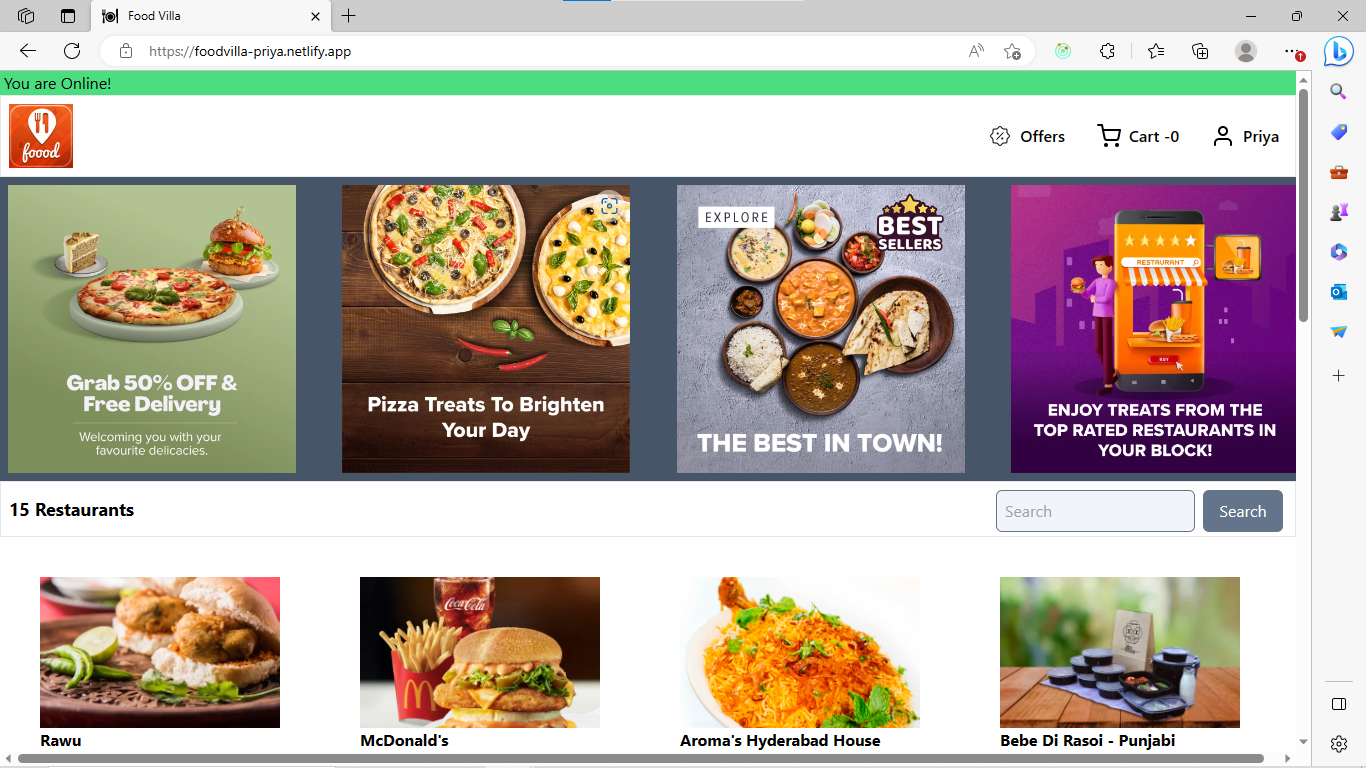 Food Villa
https://foodvilla-priya.netlify.app
You are Online!
foood
Offers
Cart -0
Priya
Grab 50% OFF &
Free Delivery
Welcoming you with your
favourite delicacies.
Pizza Treats To Brighten
Your Day
EXPLORE
BEST
SELLERS
THE BEST IN TOWN!
RESTAURANT
BUY
ENJOY TREATS FROM THE
TOP RATED RESTAURANTS IN
YOUR BLOCK!
15 Restaurants
Search
Search
Coca-Cola
Rawu
McDonald's
Aroma's Hyderabad House
Bebe Di Rasoi - Punjabi